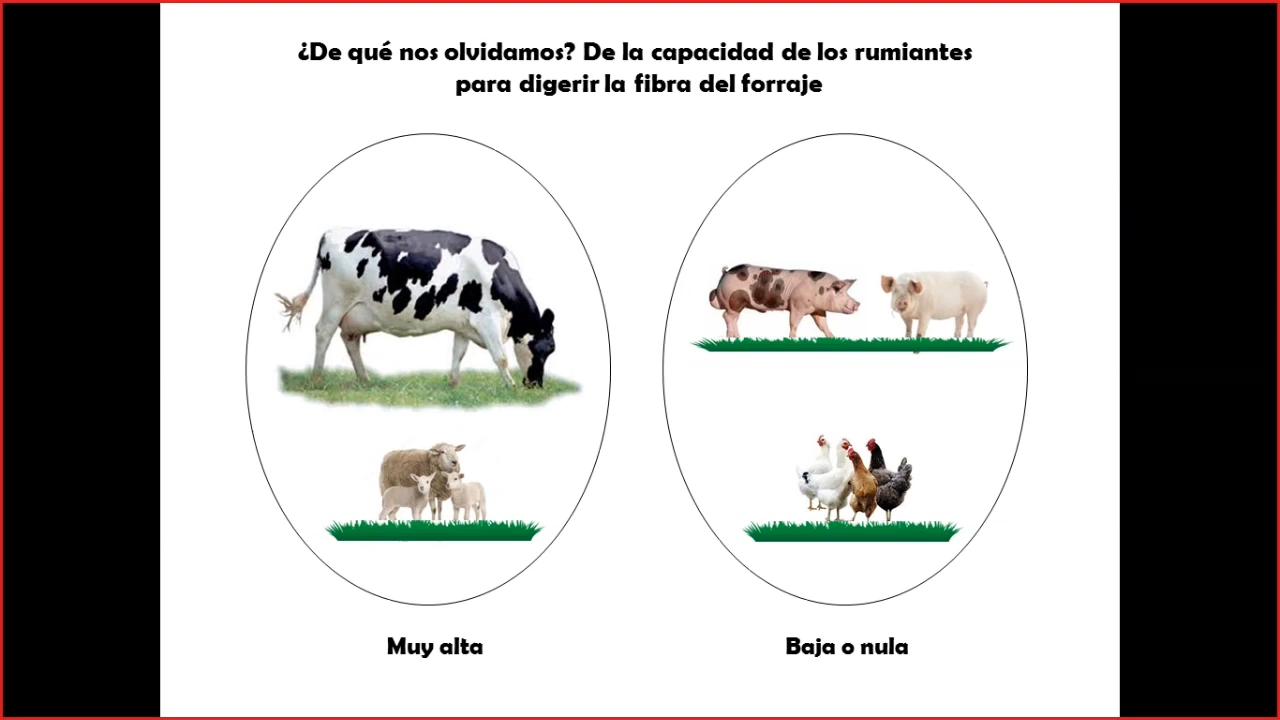 ¿De qué nos olvidamos? De la capacidad de los rumiantes
para digerir la fibra del forraje
Muy alta
Baja o nula